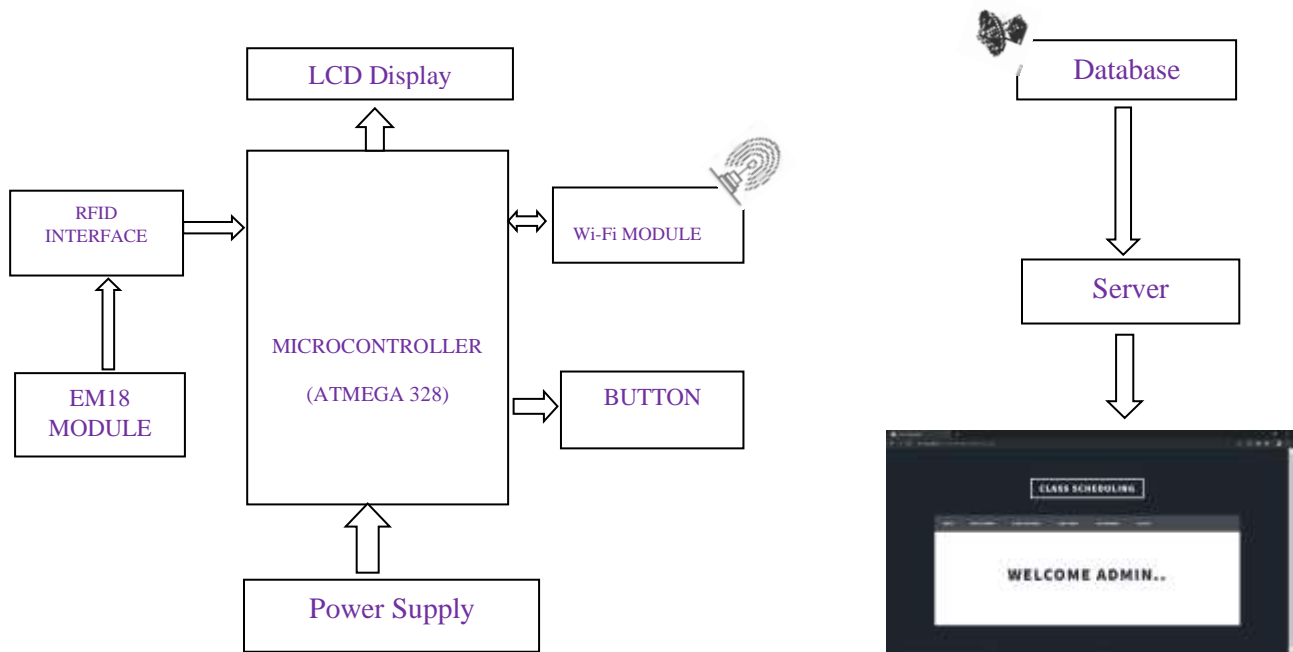 LCD Display
Database
RFID
INTERFACE
Wi-Fi MODULE
Server
MICROCONTROLLER
(ATMEGA 328)
EM18
MODULE
BUTTON
CLASS SCHEDULING
WELCOME ADMIN..
Power Supply